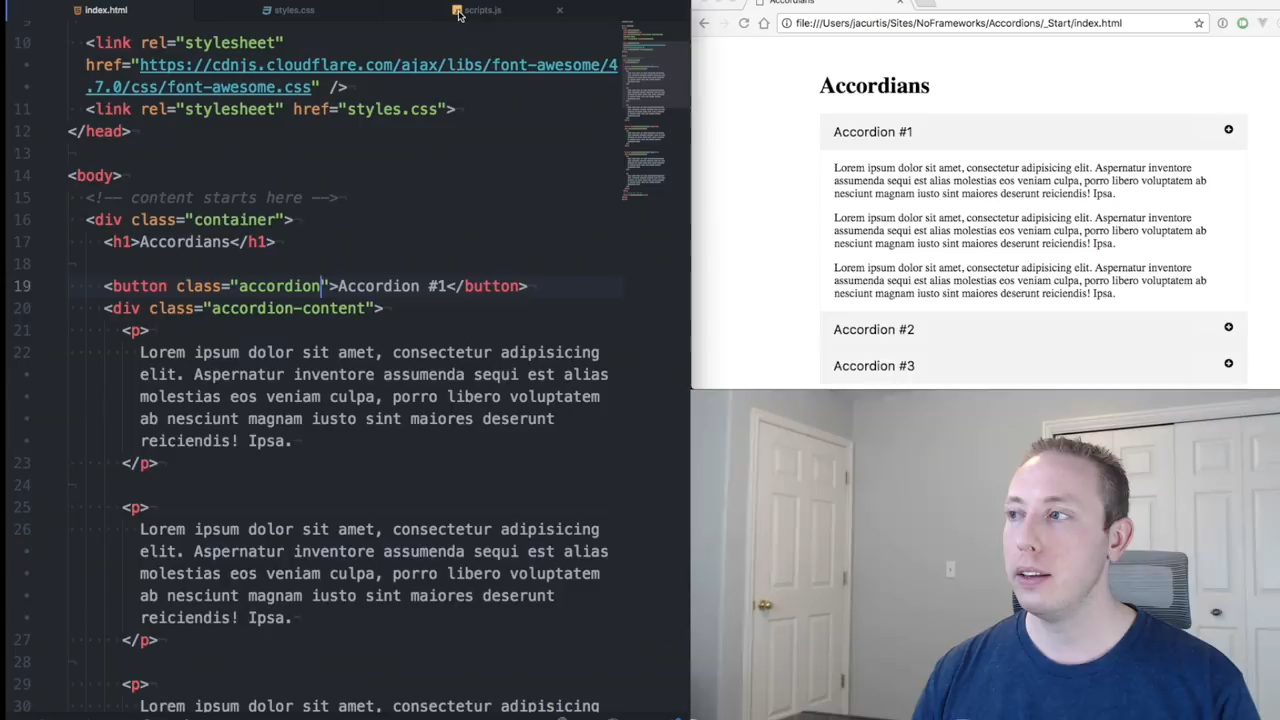 index.html
styles.css
scripts.js
Accordions
file:///Users/jacurtis/Sites/NoFrameworks/Accordions/_Start/index.html
<link rel="stylesheet"
href="https://cdnjs.cloudflare.com/ajax/libs/font-awesome/4
.7.0/css/font-awesome.css" />
11 <link rel="stylesheet" href="styles.css">
12 </head>
<body>
<!-- content starts here -->
16 <div class="container">
17 <h1>Accordians</h1>
18
19 <button class="accordion">Accordion #1</button>
20 <div class="accordion-content">
21 <p>
22 Lorem ipsum dolor sit amet, consectetur adipisicing
elit. Aspernatur inventore assumenda sequi est alias
molestias eos veniam culpa, porro libero voluptatem
ab nesciunt magnam iusto sint maiores deserunt
reiciendis! Ipsa.
23 </p>
24
25 <p>
26 Lorem ipsum dolor sit amet, consectetur adipisicing
elit. Aspernatur inventore assumenda sequi est alias
molestias eos veniam culpa, porro libero voluptatem
ab nesciunt magnam iusto sint maiores deserunt
reiciendis! Ipsa.
27 </p>
28
29 <p>
30 Lorem ipsum dolor sit amet, consectetur adipisicing
Accordians
Accordion #1
Lorem ipsum dolor sit amet, consectetur adipisicing elit. Aspernatur inventore
assumenda sequi est alias molestias eos veniam culpa, porro libero voluptatem ab
nesciunt magnam iusto sint maiores deserunt reiciendis! Ipsa.
Lorem ipsum dolor sit amet, consectetur adipisicing elit. Aspernatur inventore
assumenda sequi est alias molestias eos veniam culpa, porro libero voluptatem ab
nesciunt magnam iusto sint maiores deserunt reiciendis! Ipsa.
Lorem ipsum dolor sit amet, consectetur adipisicing elit. Aspernatur inventore
assumenda sequi est alias molestias eos veniam culpa, porro libero voluptatem ab
nesciunt magnam iusto sint maiores deserunt reiciendis! Ipsa.
Accordion #2
Accordion #3